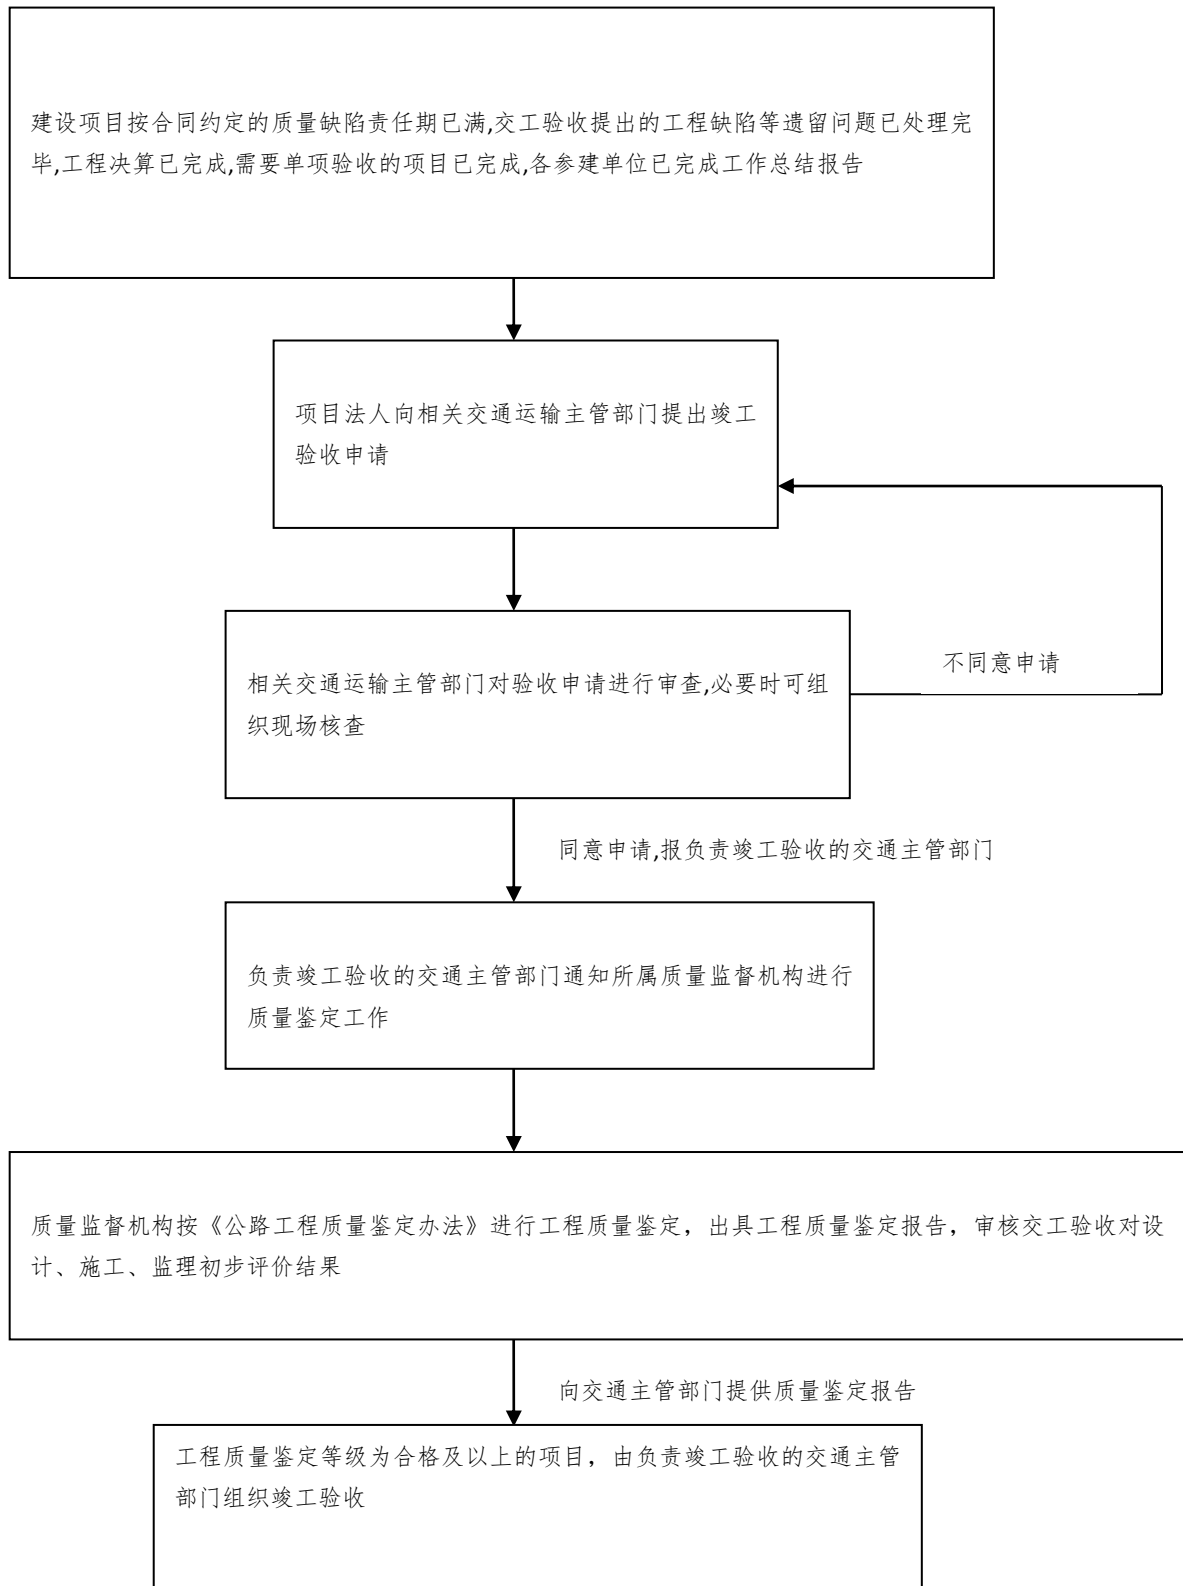 建设项目按合同约定的质量缺陷责任期已满,交工验收提出的工程缺陷等遗留问题已处理完
毕,工程决算已完成,需要单项验收的项目已完成,各参建单位已完成工作总结报告
项目法人向相关交通运输主管部门提出竣工
验收申请
不同意申请
相关交通运输主管部门对验收申请进行审查,必要时可组
织现场核查
同意申请,报负责竣工验收的交通主管部门
负责竣工验收的交通主管部门通知所属质量监督机构进行
质量鉴定工作
质量监督机构按《公路工程质量鉴定办法》进行工程质量鉴定，出具工程质量鉴定报告，审核交工验收对设
计、施工、监理初步评价结果
向交通主管部门提供质量鉴定报告
工程质量鉴定等级为合格及以上的项目，由负责竣工验收的交通主管
部门组织竣工验收